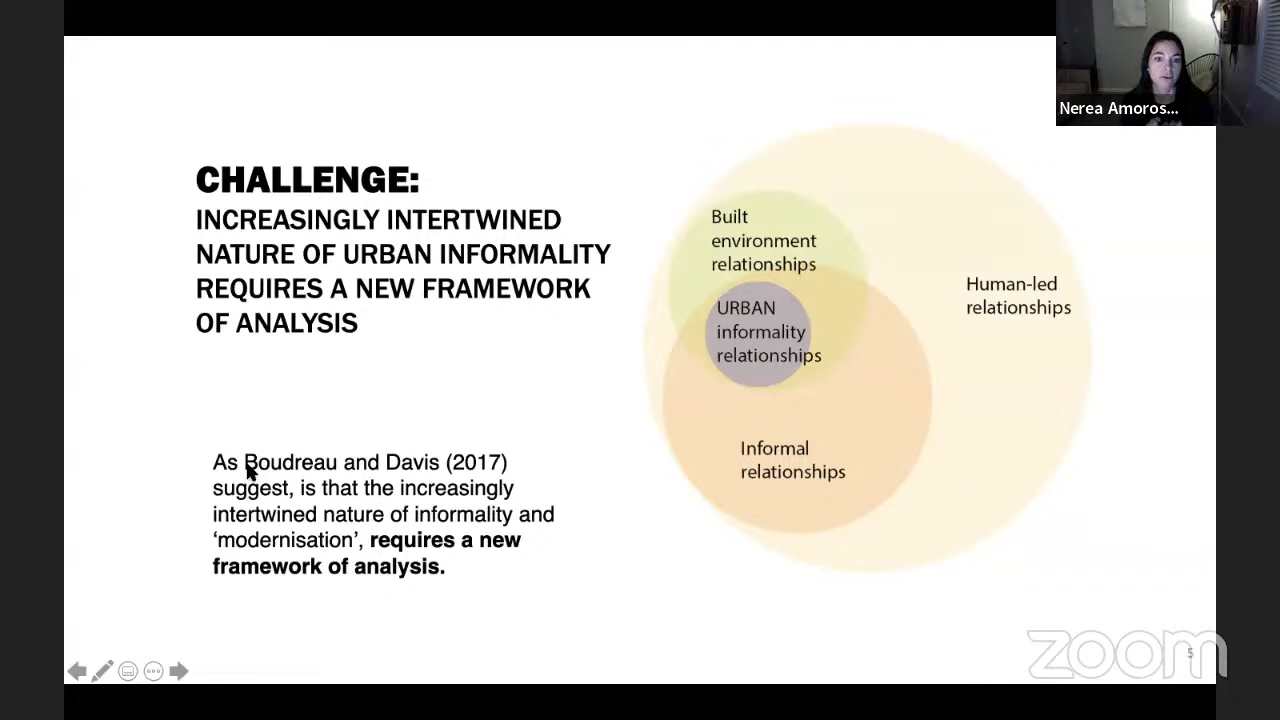 Nerea Amoros...
CHALLENGE:
INCREASINGLY INTERTWINED
NATURE OF URBAN INFORMALITY
REQUIRES A NEW FRAMEWORK
OF ANALYSIS
As Boudreau and Davis (2017)
suggest, is that the increasingly
intertwined nature of informality and
‘modernisation’, requires a new
framework of analysis.
Built
environment
relationships
URBAN
informality
relationships
Human-led
relationships
Informal
relationships
zoom
5